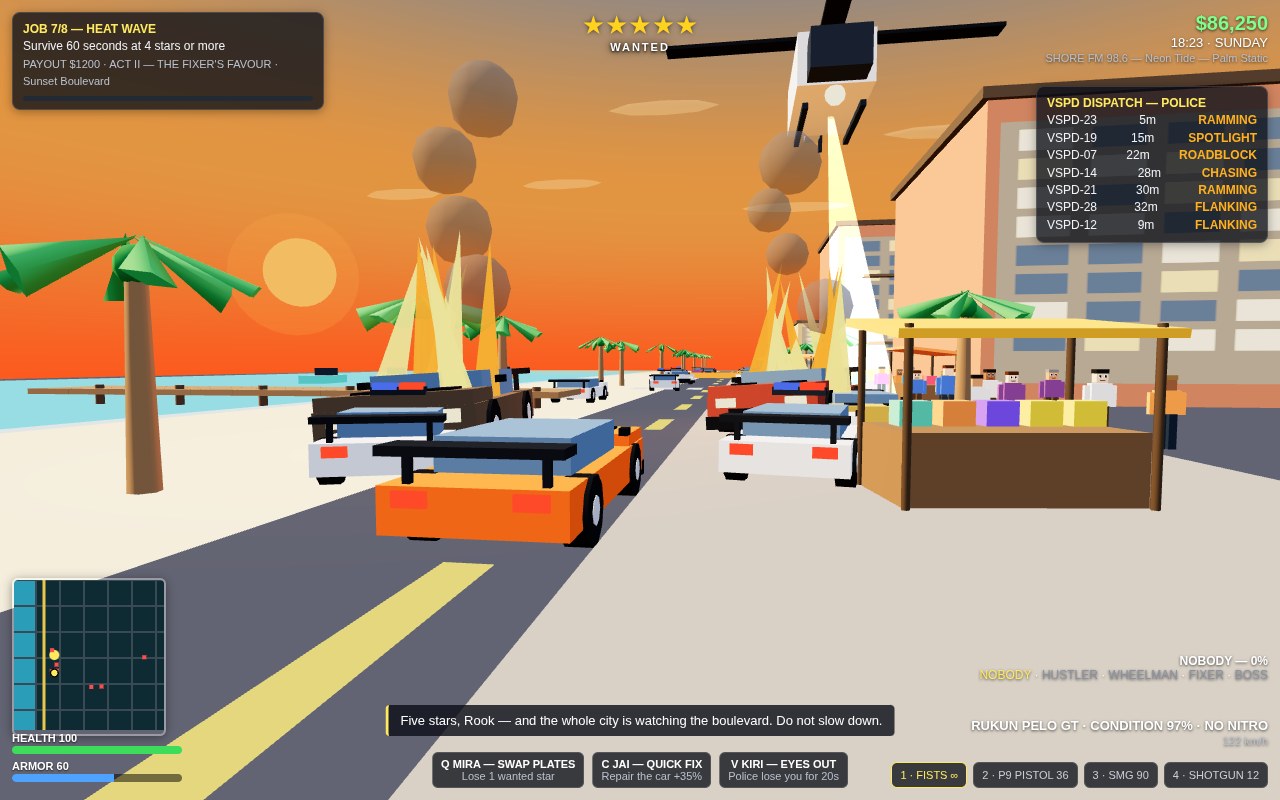 JOB 7/8 — HEAT WAVE
Survive 60 seconds at 4 stars or more
PAYOUT $1200 · ACT II — THE FIXER'S FAVOUR ·
Sunset Boulevard
★★★★★
WANTED
$86,250
18:23 · SUNDAY
SHORE FM 98.6 — Neon Tide — Palm Static
VSPD DISPATCH — POLICE
VSPD-23 5m RAMMING
VSPD-19 15m SPOTLIGHT
VSPD-07 22m ROADBLOCK
VSPD-14 28m CHASING
VSPD-21 30m RAMMING
VSPD-28 32m FLANKING
VSPD-12 9m FLANKING
NOBODY — 0%
NOBODY · HUSTLER · WHEELMAN · FIXER · BOSS
Five stars, Rook — and the whole city is watching the boulevard. Do not slow down.
RUKUN PELO GT · CONDITION 97% · NO NITRO
122 km/h
HEALTH 100
ARMOR 60
Q MIRA — SWAP PLATES
Lose 1 wanted star
C JAI — QUICK FIX
Repair the car +35%
V KIRI — EYES OUT
Police lose you for 20s
1 · FISTS ∞
2 · P9 PISTOL 36
3 · SMG 90
4 · SHOTGUN 12